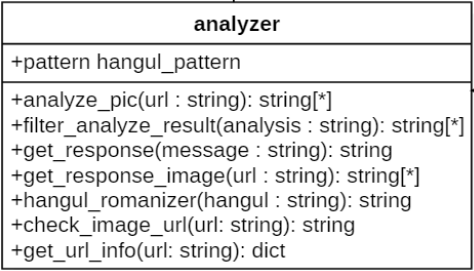 analyzer
+pattern hangul_pattern
+analyze_pic(url : string): string[*]
+filter_analyze_result(analysis : string): string[*]
+get_response(message : string): string
+get_response_image(url : string): string[*]
+hangul_romanizer(hangul : string): string
+check_image_url(url: string): string
+get_url_info(url: string): dict